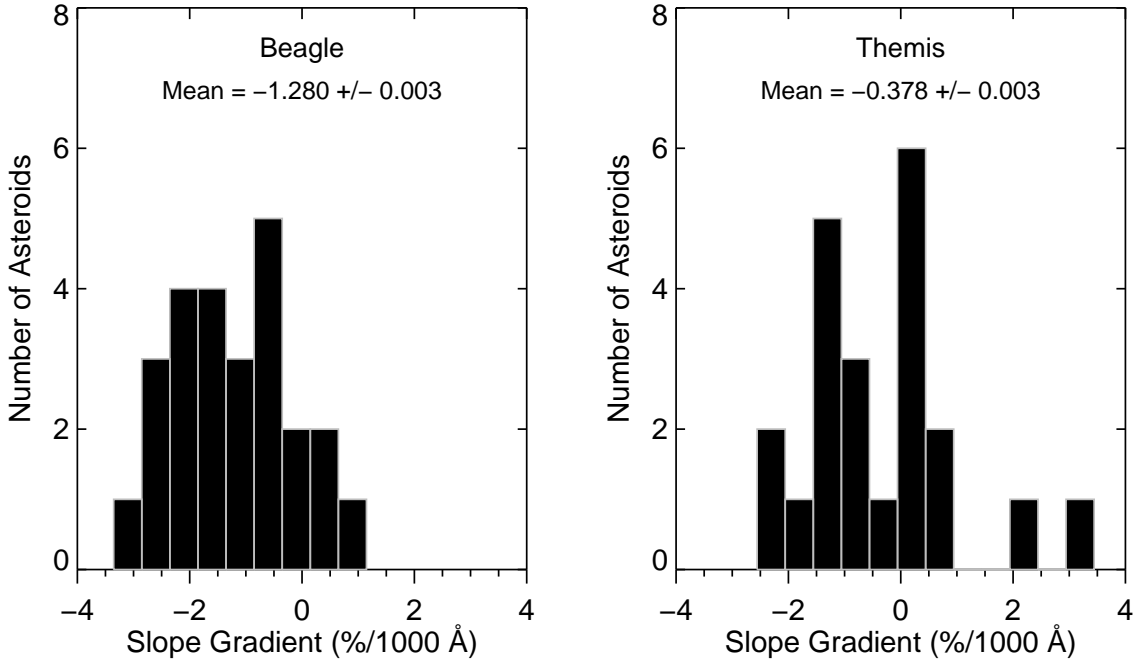 Beagle
Mean = −1.280 +/− 0.003
8
6
4
2
0
−4 −2 0 2 4
Number of Asteroids
Slope Gradient (%/1000 Å)
Themis
Mean = −0.378 +/− 0.003
8
6
4
2
0
−4 −2 0 2 4
Number of Asteroids
Slope Gradient (%/1000 Å)